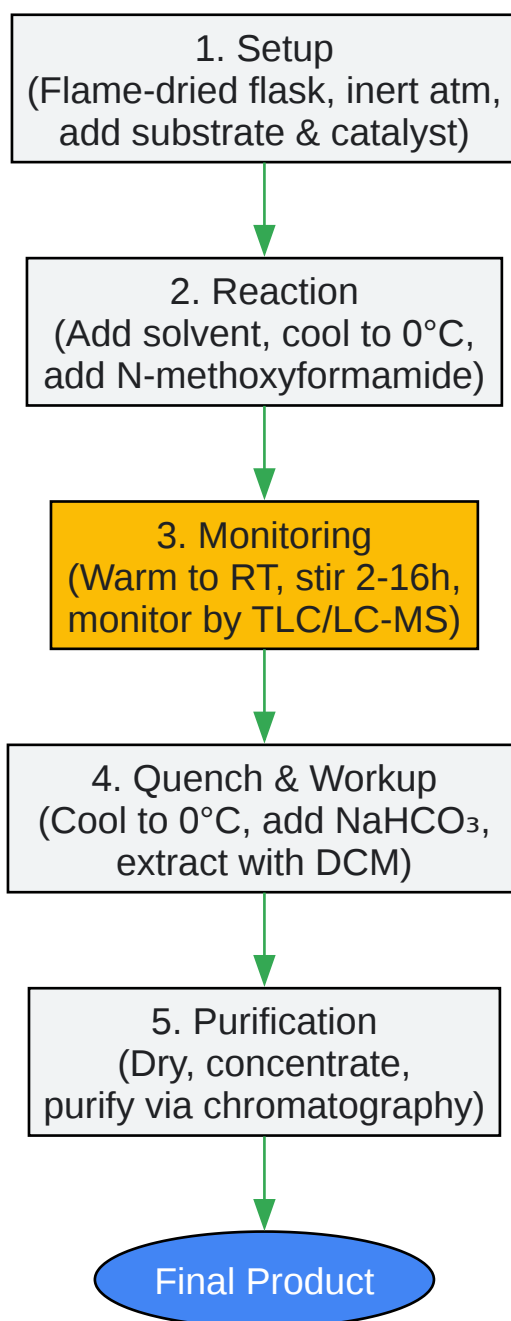 1. Setup
(Flame-dried flask, inert atm,
add substrate & catalyst)
2. Reaction
(Add solvent, cool to 0°C,
add N-methoxyformamide)
3. Monitoring
(Warm to RT, stir 2-16h,
monitor by TLC/LC-MS)
4. Quench & Workup
(Cool to 0°C, add NaHCO₃,
extract with DCM)
5. Purification
(Dry, concentrate,
purify via chromatography)
Final Product